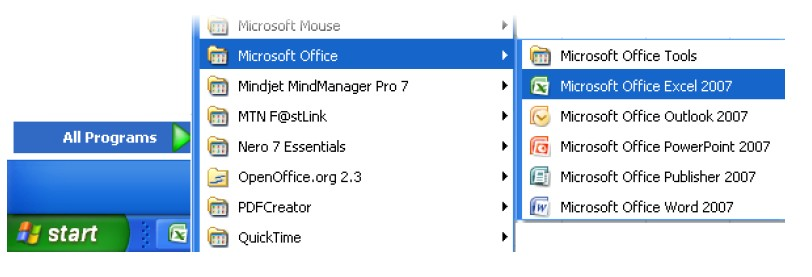 Microsoft Mouse
Microsoft Office
Mindjet MindManager Pro 7
MTN F@stLink
Nero 7 Essentials
OpenOffice.org 2.3
PDFCreator
QuickTime
Microsoft Office Tools
Microsoft Office Excel 2007
Microsoft Office Outlook 2007
Microsoft Office PowerPoint 2007
Microsoft Office Publisher 2007
Microsoft Office Word 2007
All Programs
start